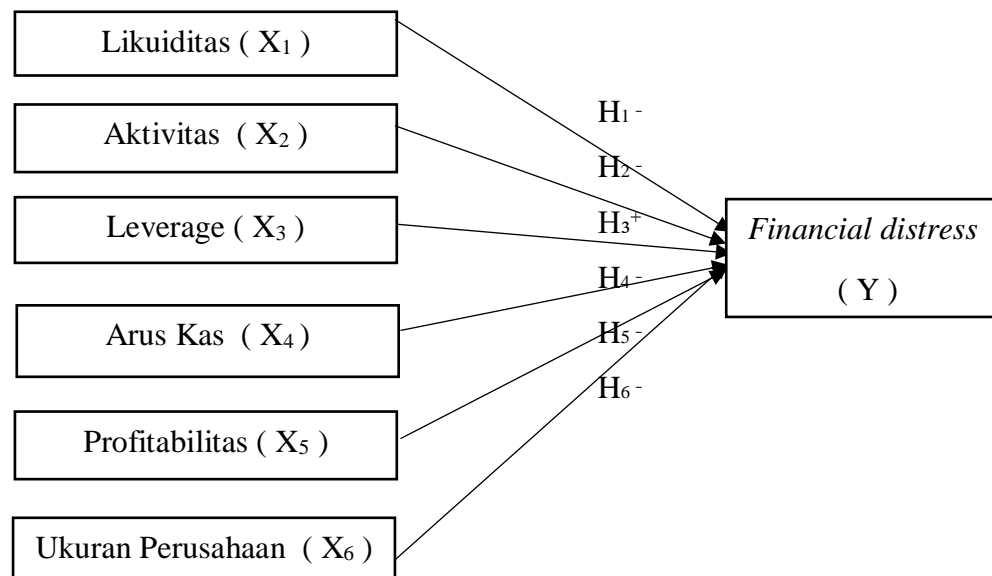 Likuiditas ( X₁ )
H₁ ⁻
Aktivitas ( X₂ )
H₂ ⁻
Leverage ( X₃ )
H₃⁺
Financial distress
( Y )
H₄ ⁻
Arus Kas ( X₄ )
H₅ ⁻
H₆ ⁻
Profitabilitas ( X₅ )
Ukuran Perusahaan ( X₆ )